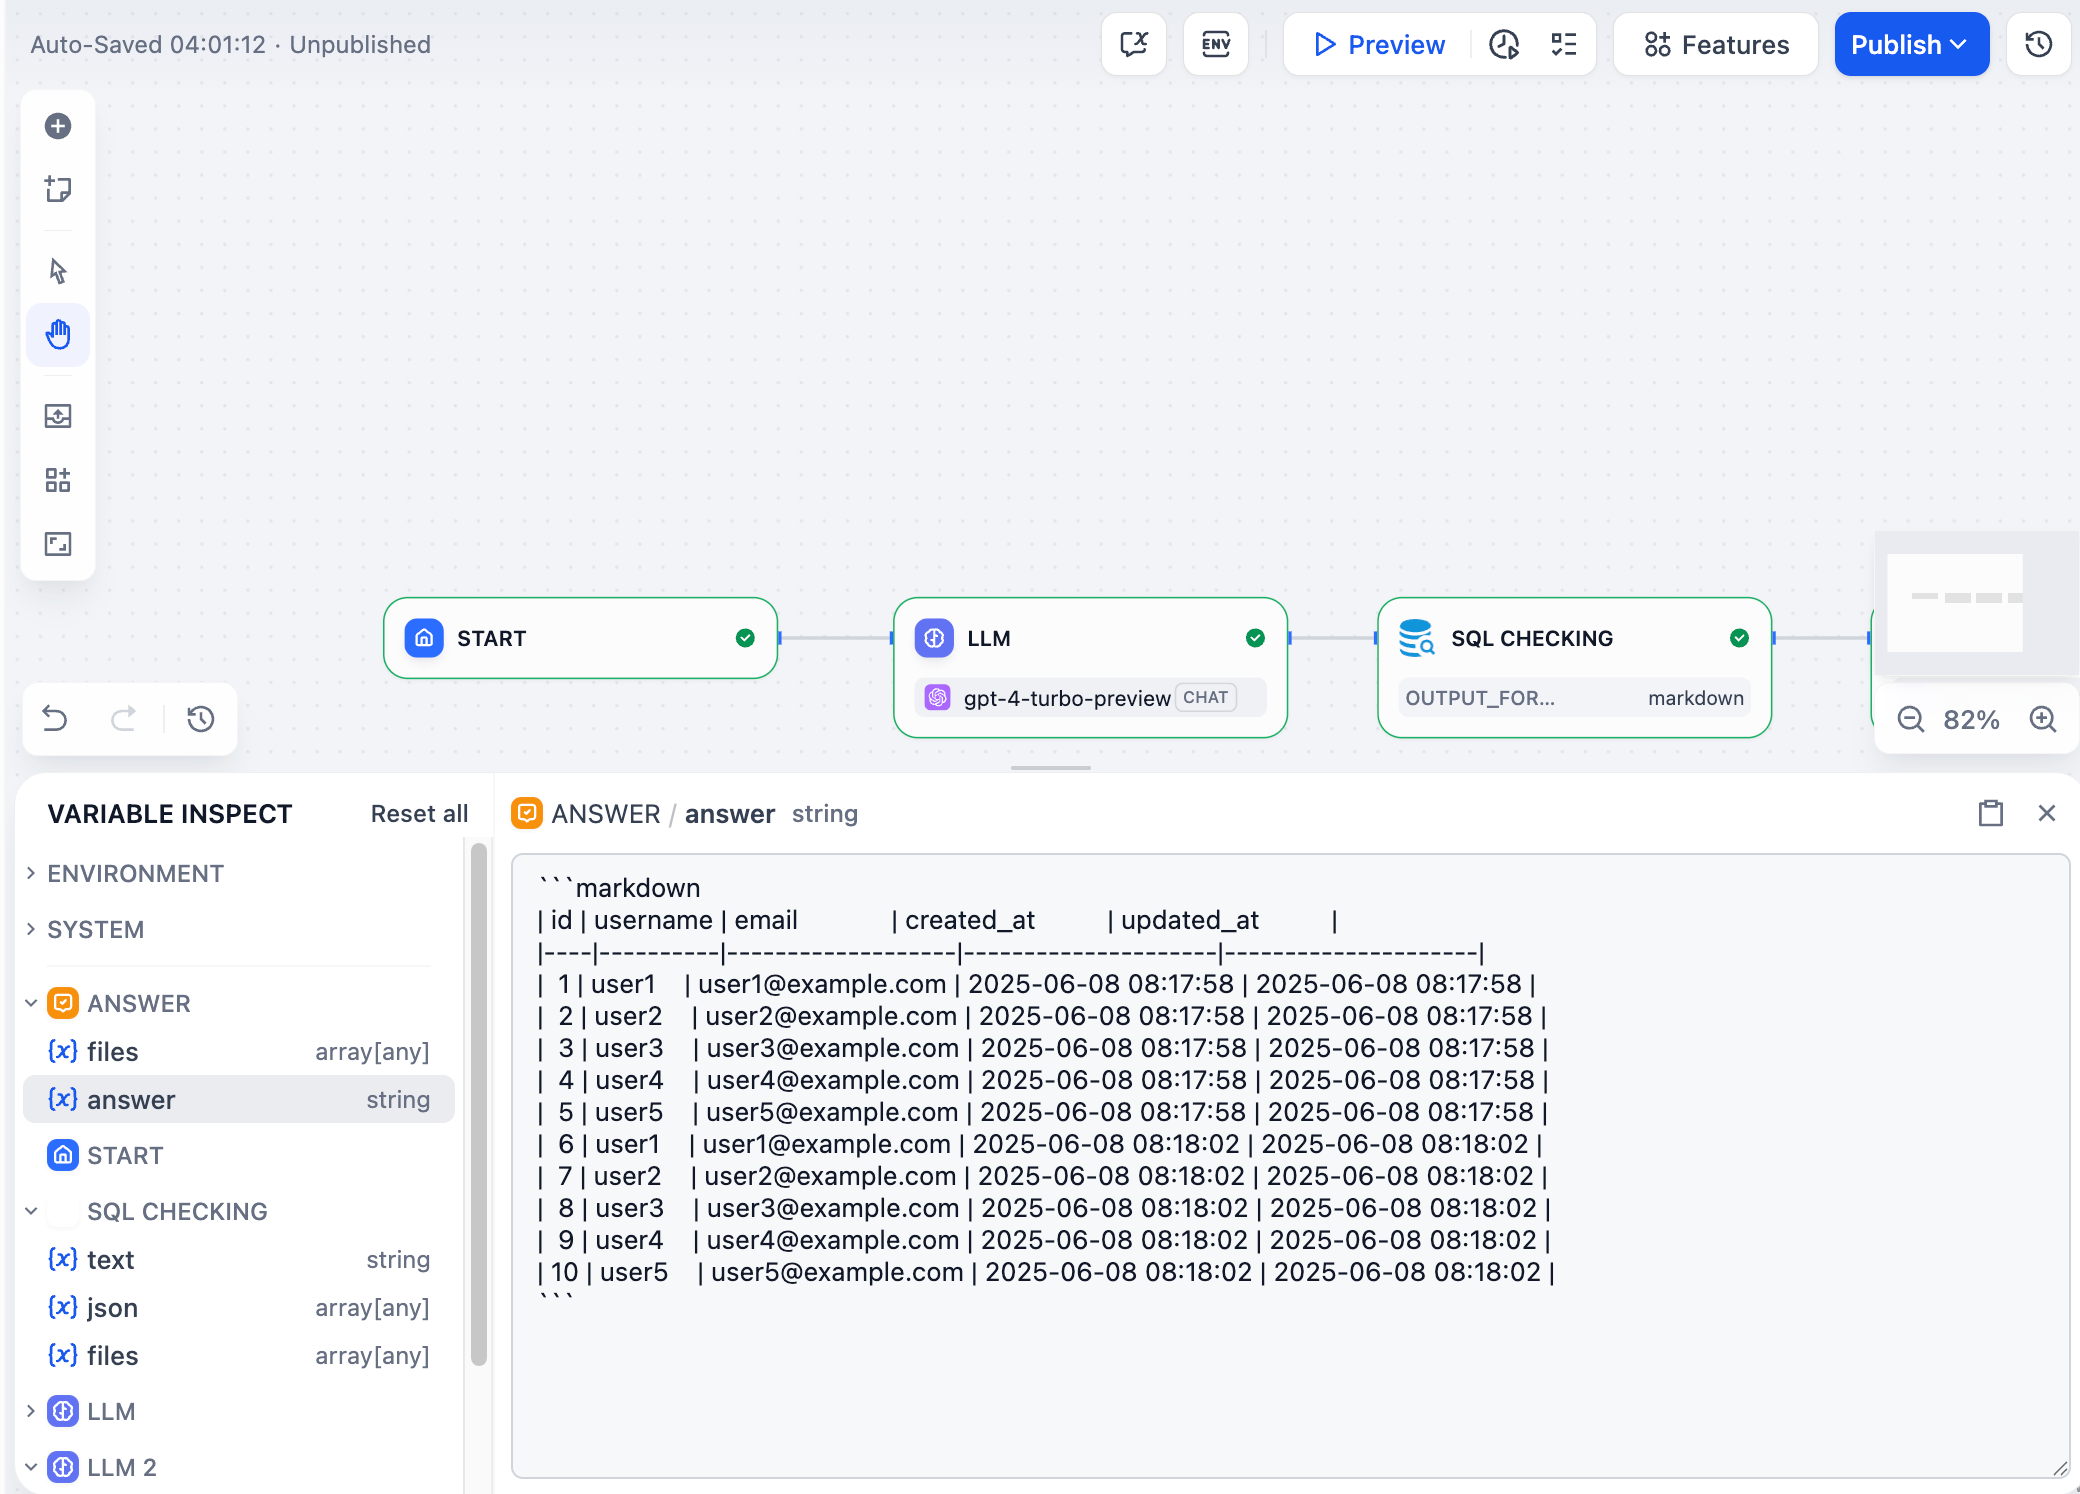 Auto-Saved 04:01:12 · Unpublished
ENV
Preview
Features
Publish
START
LLM
gpt-4-turbo-preview CHAT
SQL CHECKING
OUTPUT_FOR... markdown
82%
VARIABLE INSPECT Reset all
ENVIRONMENT
SYSTEM
ANSWER
{x} files array[any]
{x} answer string
START
SQL CHECKING
{x} text string
{x} json array[any]
{x} files array[any]
LLM
LLM 2
ANSWER / answer string
```markdown
| id | username | email | created_at | updated_at |
|----|----------|-------------------|---------------------|---------------------|
| 1 | user1 | user1@example.com | 2025-06-08 08:17:58 | 2025-06-08 08:17:58 |
| 2 | user2 | user2@example.com | 2025-06-08 08:17:58 | 2025-06-08 08:17:58 |
| 3 | user3 | user3@example.com | 2025-06-08 08:17:58 | 2025-06-08 08:17:58 |
| 4 | user4 | user4@example.com | 2025-06-08 08:17:58 | 2025-06-08 08:17:58 |
| 5 | user5 | user5@example.com | 2025-06-08 08:17:58 | 2025-06-08 08:17:58 |
| 6 | user1 | user1@example.com | 2025-06-08 08:18:02 | 2025-06-08 08:18:02 |
| 7 | user2 | user2@example.com | 2025-06-08 08:18:02 | 2025-06-08 08:18:02 |
| 8 | user3 | user3@example.com | 2025-06-08 08:18:02 | 2025-06-08 08:18:02 |
| 9 | user4 | user4@example.com | 2025-06-08 08:18:02 | 2025-06-08 08:18:02 |
| 10 | user5 | user5@example.com | 2025-06-08 08:18:02 | 2025-06-08 08:18:02 |
```